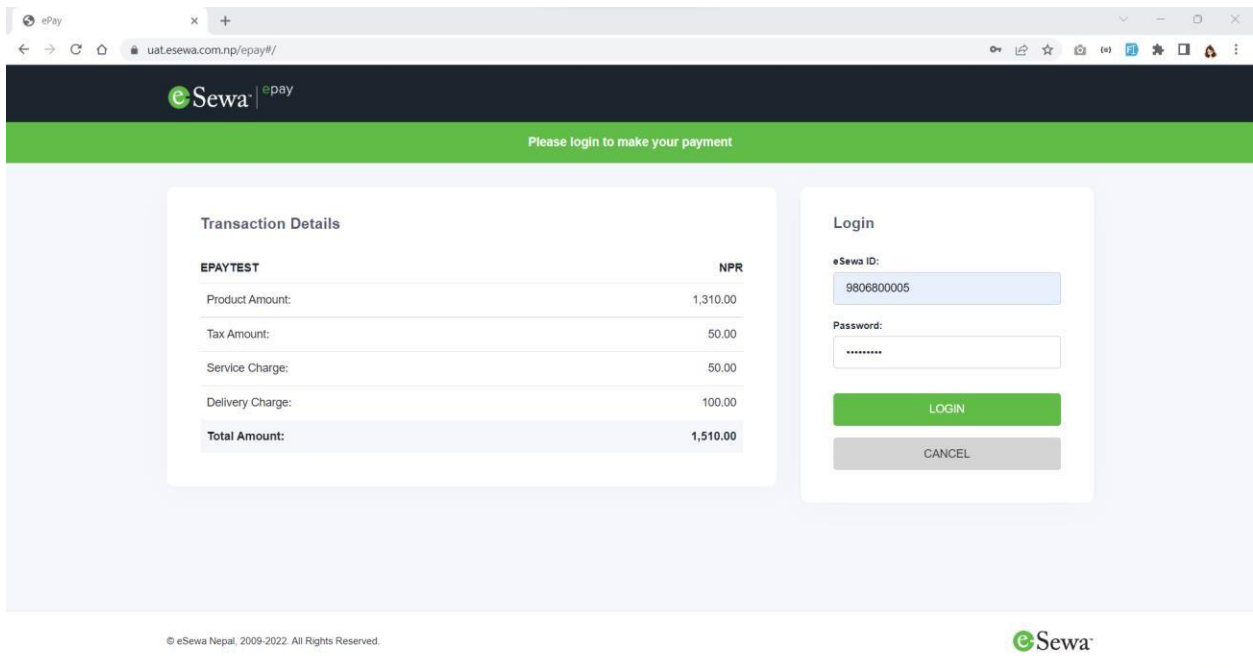 ePay
uat.esewa.com.np/epay#/
eSewa epay
Please login to make your payment
Transaction Details
EPAYTEST NPR
Product Amount: 1,310.00
Tax Amount: 50.00
Service Charge: 50.00
Delivery Charge: 100.00
Total Amount: 1,510.00
Login
eSewa ID:
9806800005
Password:
•••••••••
LOGIN
CANCEL
© eSewa Nepal, 2009-2022. All Rights Reserved.
eSewa